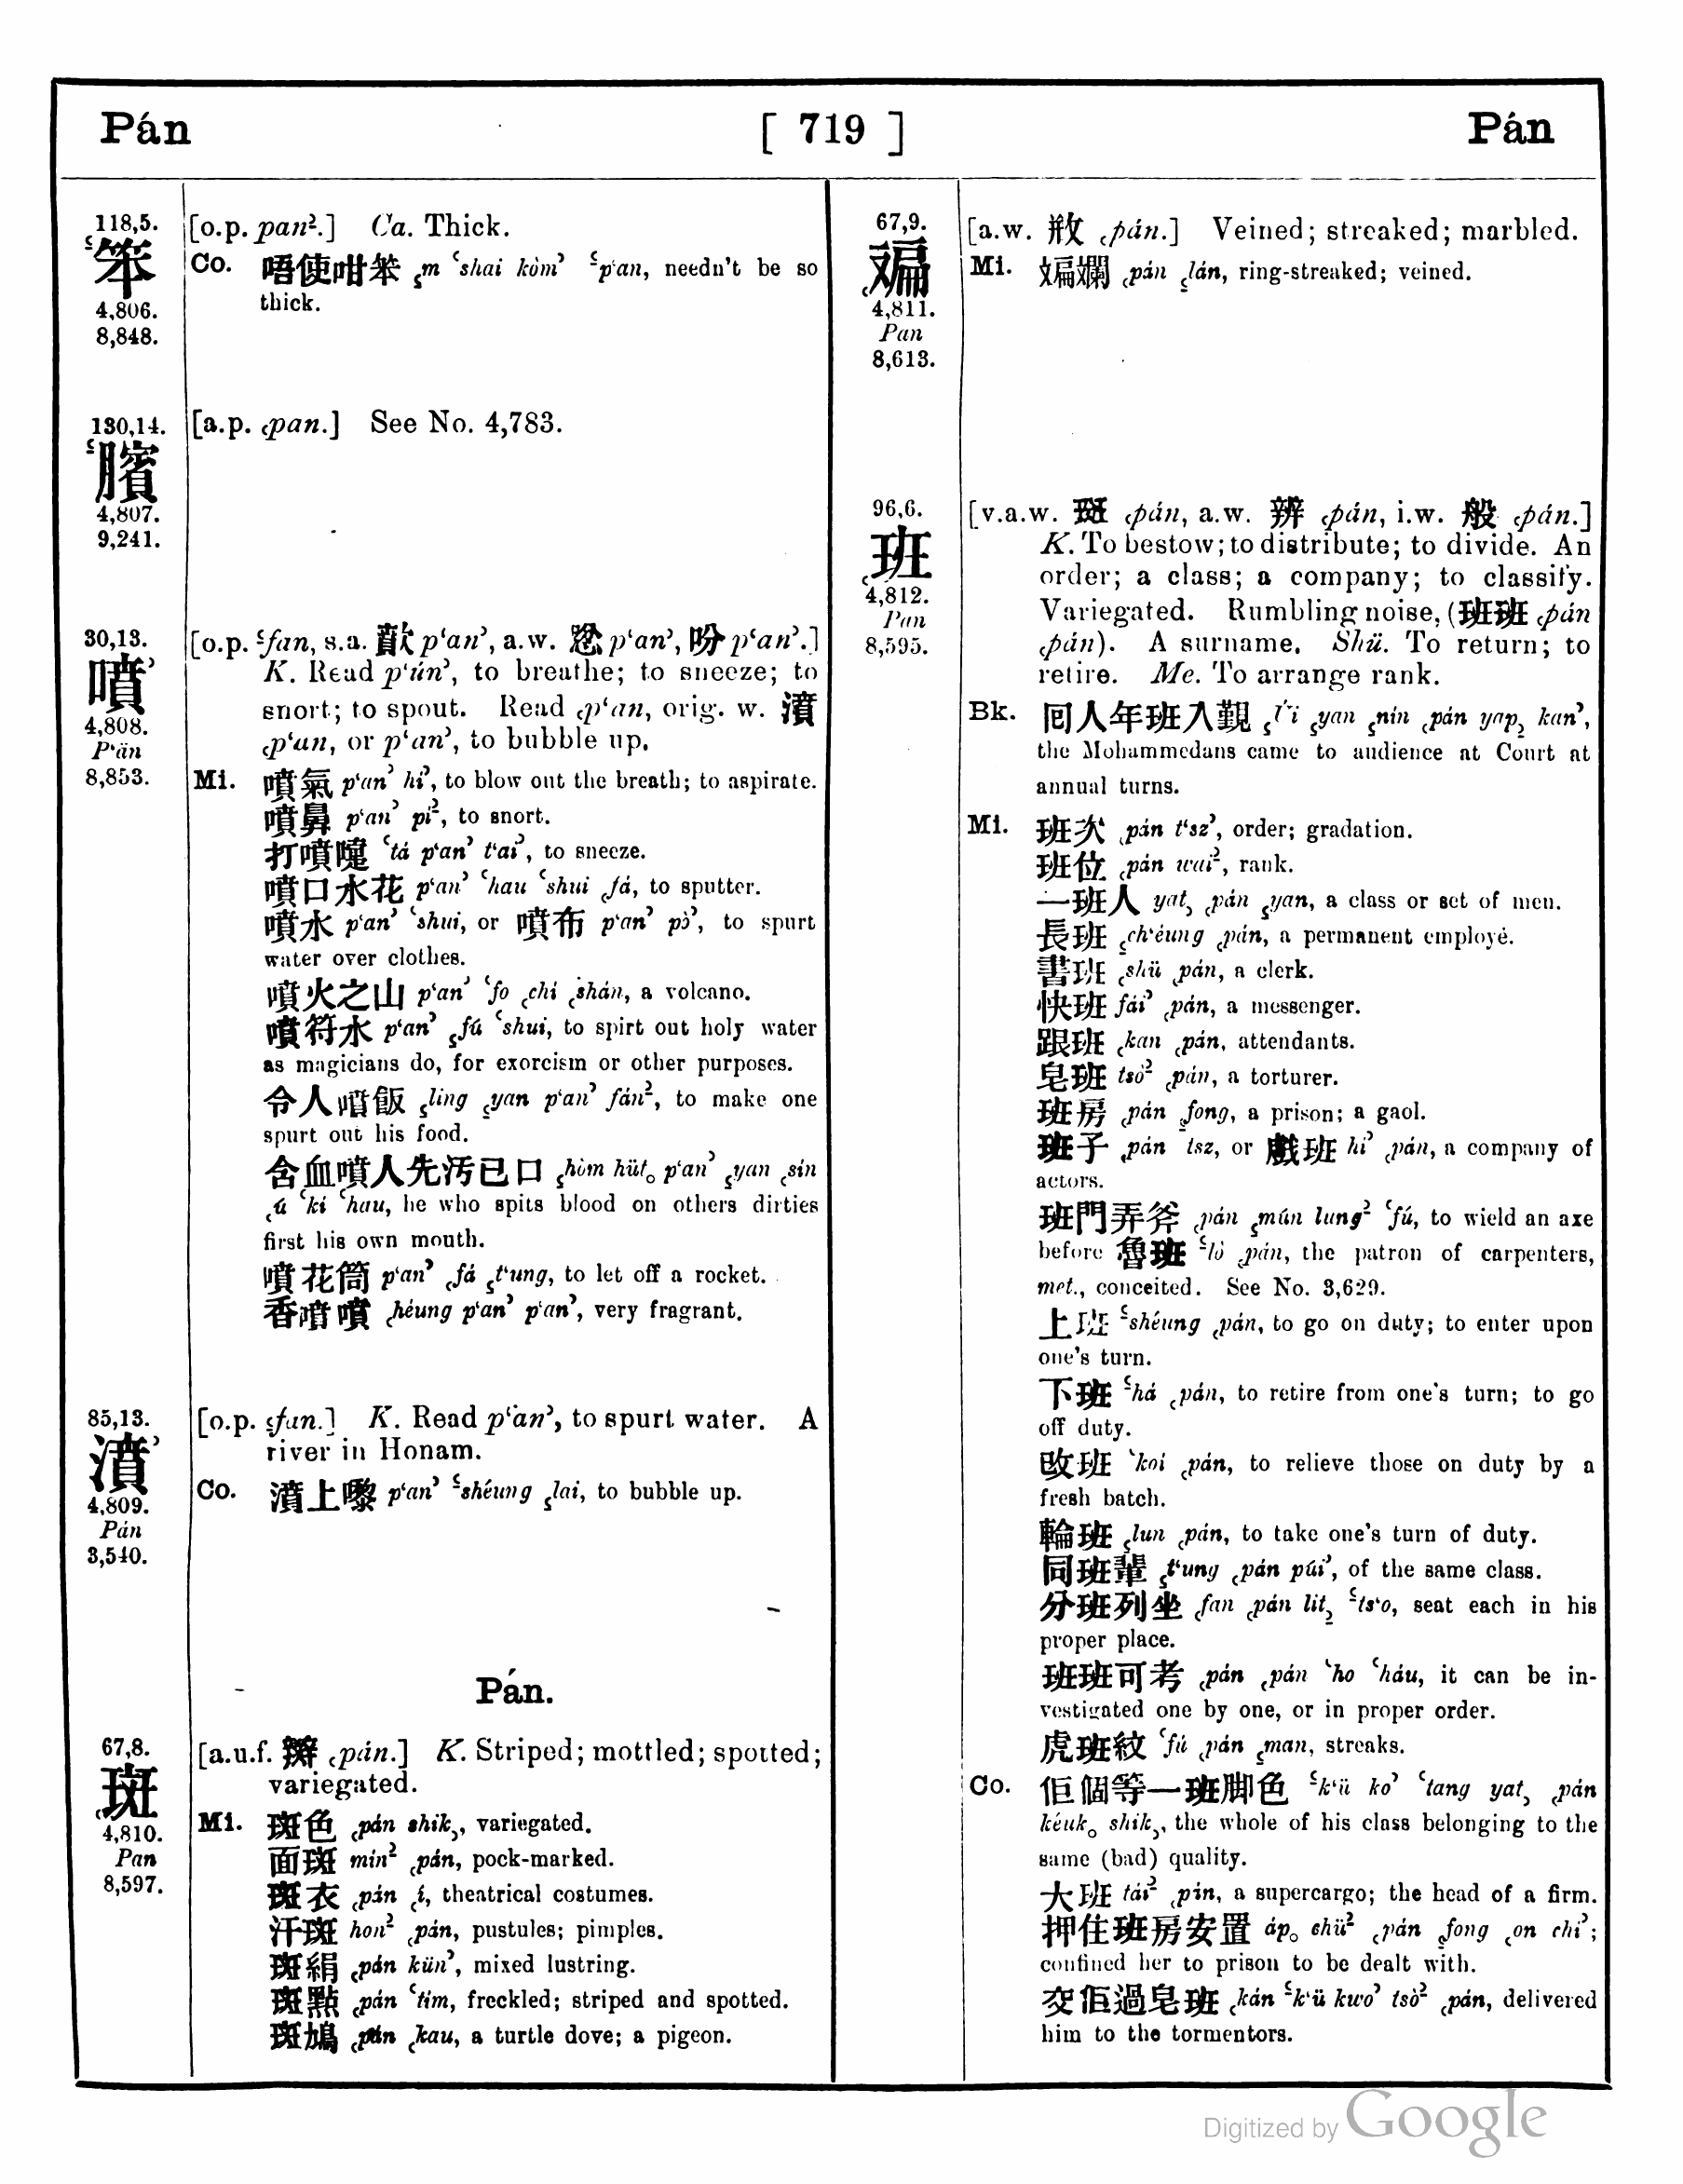 Pán [ 719 ] Pán
118,5.
笨
4,806.
8,848.
[o.p. pan².] Ca. Thick.
Co. 唔使咁笨 ꜁m ꜂shai kòm꜄ ꜃p‘an, needn't be so
thick.
130,14.
臏
4,807.
9,241.
[a.p. ꜀pan.] See No. 4,783.
30,13.
噴
4,808.
P‘än
8,853.
[o.p. ꜃fan, s.a. 歕 p‘an꜄, a.w. p‘an꜄, 吩 p‘an꜄.]
K. Read p‘ún꜄, to breathe; to sneeze; to
snort; to spout. Read ꜀p‘an, orig. w. 濆
꜀p‘an, or p‘an꜄, to bubble up.
Mi. 噴氣 p‘an꜄ hí꜄, to blow out the breath; to aspirate.
噴鼻 p‘an꜄ pí², to snort.
打噴嚏 ꜂tá p‘an꜄ t‘ai꜄, to sneeze.
噴口水花 p‘an꜄ ꜂hau ꜂shui ꜀fá, to sputter.
噴水 p‘an꜄ ꜂shui, or 噴布 p‘an꜄ pò꜄, to spurt
water over clothes.
噴火之山 p‘an꜄ ꜂fo ꜀chí ꜀shán, a volcano.
噴符水 p‘an꜄ ꜁fú ꜂shui, to spirt out holy water
as magicians do, for exorcism or other purposes.
令人噴飯 ꜁ling ꜁yan p‘an꜄ fán², to make one
spurt out his food.
含血噴人先汚已口 ꜁hòm hüt꜆ p‘an꜄ ꜁yan ꜀sín
꜀ú ꜂kí ꜂hau, he who spits blood on others dirties
first his own mouth.
噴花筒 p‘an꜄ ꜀fá ꜁t‘ung, to let off a rocket.
香噴噴 ꜀héung p‘an꜄ p‘an꜄, very fragrant.
85,13.
濆
4,809.
Pán
3,540.
[o.p. ꜁fan.] K. Read p‘an꜄, to spurt water. A
river in Honam.
Co. 濆上嚟 p‘an꜄ ꜃shéung ꜁lai, to bubble up.
Pán.
67,8.
斑
4,810.
Pan
8,597.
[a.u.f. ꜀pán.] K. Striped; mottled; spotted;
variegated.
Mi. 斑色 ꜀pán shik꜆, variegated.
面斑 mín² ꜀pán, pock-marked.
斑衣 ꜀pán ꜀í, theatrical costumes.
汗斑 hon² ꜀pán, pustules; pimples.
斑絹 ꜀pán kün꜄, mixed lustring.
斑點 ꜀pán ꜂tím, freckled; striped and spotted.
斑鳩 ꜀pán ꜀kau, a turtle dove; a pigeon.
67,9.
斒
4,811.
Pan
8,613.
[a.w. ꜀pán.] Veined; streaked; marbled.
Mi. 斒斕 ꜀pán ꜁lán, ring-streaked; veined.
96,6.
班
4,812.
Pan
8,595.
[v.a.w. 斑 ꜀pán, a.w. 辨 ꜀pán, i.w. 般 ꜀pán.]
K. To bestow; to distribute; to divide. An
order; a class; a company; to classify.
Variegated. Rumbling noise, (班班 ꜀pán
꜀pán). A surname. Shü. To return; to
retire. Me. To arrange rank.
Bk. 囘人年班入覲 ꜁Úi ꜁yan ꜁nín ꜀pán yap꜇ kan꜄,
the Mohammedans came to audience at Court at
annual turns.
Mi. 班次 ꜀pán t‘sz꜄, order; gradation.
班位 ꜀pán wai², rank.
一班人 yat꜆ ꜀pán ꜁yan, a class or set of men.
長班 ꜁ch‘éung ꜀pán, a permanent employé.
書班 ꜀shü ꜀pán, a clerk.
快班 fái꜄ ꜀pán, a messenger.
跟班 ꜀kan ꜀pán, attendants.
皂班 tsò² ꜀pán, a torturer.
班房 ꜀pán ꜁fong, a prison; a gaol.
班子 ꜀pán ꜂tsz, or 戲班 hí꜄ ꜀pán, a company of
actors.
班門弄斧 ꜀pán ꜁mún lung² ꜂fú, to wield an axe
before 魯班 ꜃lò ꜀pán, the patron of carpenters,
met., conceited. See No. 3,629.
上班 ꜃shéung ꜀pán, to go on duty; to enter upon
one's turn.
下班 ꜃há ꜀pán, to retire from one's turn; to go
off duty.
改班 ꜂koi ꜀pán, to relieve those on duty by a
fresh batch.
輪班 ꜁lun ꜀pán, to take one's turn of duty.
同班輩 ꜁t‘ung ꜀pán púi꜄, of the same class.
分班列坐 ꜀fan ꜀pán lit꜇ ꜃ts‘o, seat each in his
proper place.
班班可考 ꜀pán ꜀pán ꜂ho ꜂háu, it can be in-
vestigated one by one, or in proper order.
虎班紋 ꜂fú ꜀pán ꜁man, streaks.
Co. 佢個等一班脚色 ꜃k‘ü ko꜄ ꜂tang yat꜆ ꜀pán
kéuk꜆ shik꜆, the whole of his class belonging to the
same (bad) quality.
大班 tái² ꜀pán, a supercargo; the head of a firm.
押住班房安置 áp꜆ chü² ꜀pán ꜁fong ꜀on chí꜄;
confined her to prison to be dealt with.
交佢過皂班 ꜀káu ꜃k‘ü kwo꜄ tsò² ꜀pán, delivered
him to the tormentors.
Digitized by Google